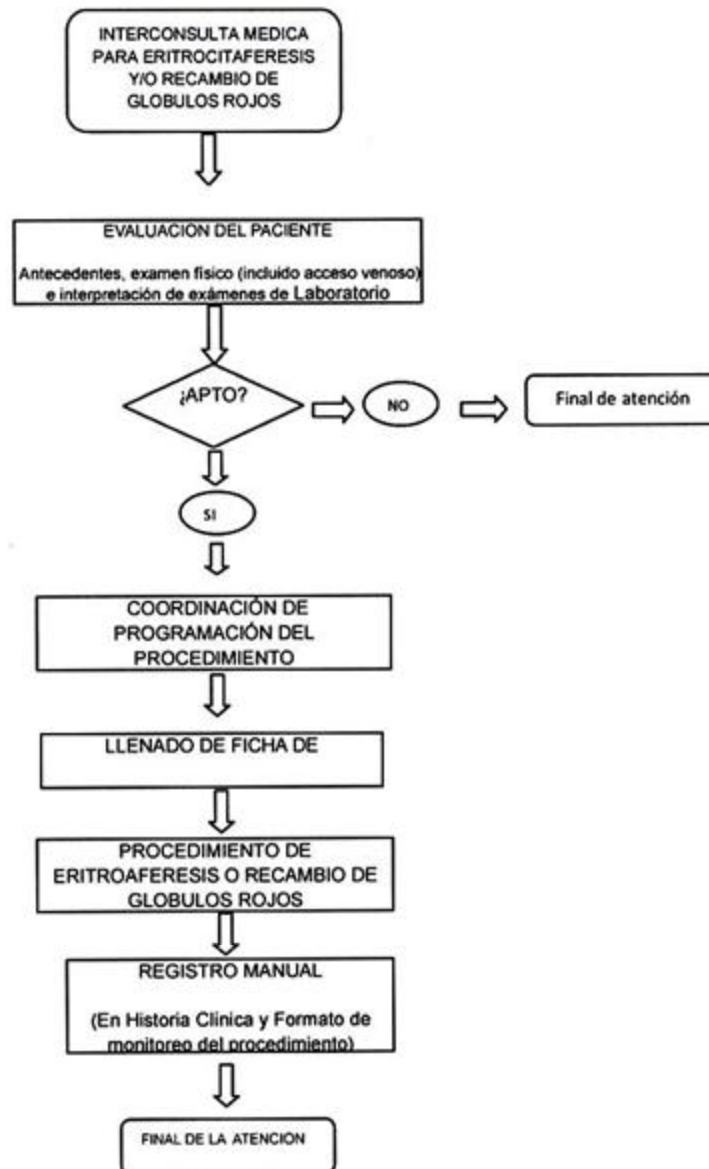 INTERCONSULTA MEDICA
PARA ERITROCITAFERESIS
Y/O RECAMBIO DE
GLOBULOS ROJOS
EVALUACION DEL PACIENTE
Antecedentes, examen físico (incluido acceso venoso)
e interpretación de exámenes de Laboratorio
¿APTO?
NO
Final de atención
SI
COORDINACIÓN DE
PROGRAMACIÓN DEL
PROCEDIMIENTO
LLENADO DE FICHA DE
PROCEDIMIENTO DE
ERITROAFERESIS O RECAMBIO DE
GLOBULOS ROJOS
REGISTRO MANUAL
(En Historia Clinica y Formato de
monitoreo del procedimiento)
FINAL DE LA ATENCION